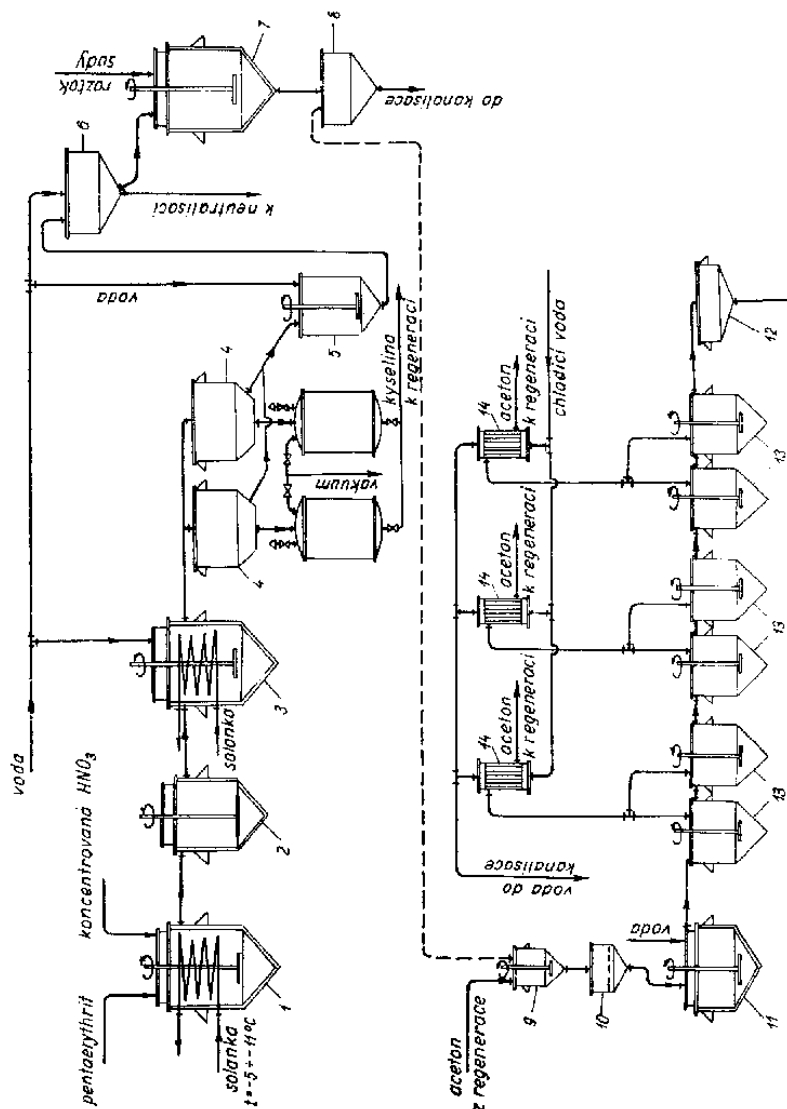 voda
pentaerythrit
koncentrovaná HNO3
solanka
t = -5 ÷ -11°C
1
2
solanka
3
4
4
vakuum
kyselina
k regeneraci
voda
5
6
k neutralisaci
roztok
sody
7
8
do kanalisace
aceton
z regenerace
9
10
voda
11
voda do
kanalisace
14
aceton
k regeneraci
14
aceton
k regeneraci
14
aceton
k regeneraci
chladící voda
13
13
13
12